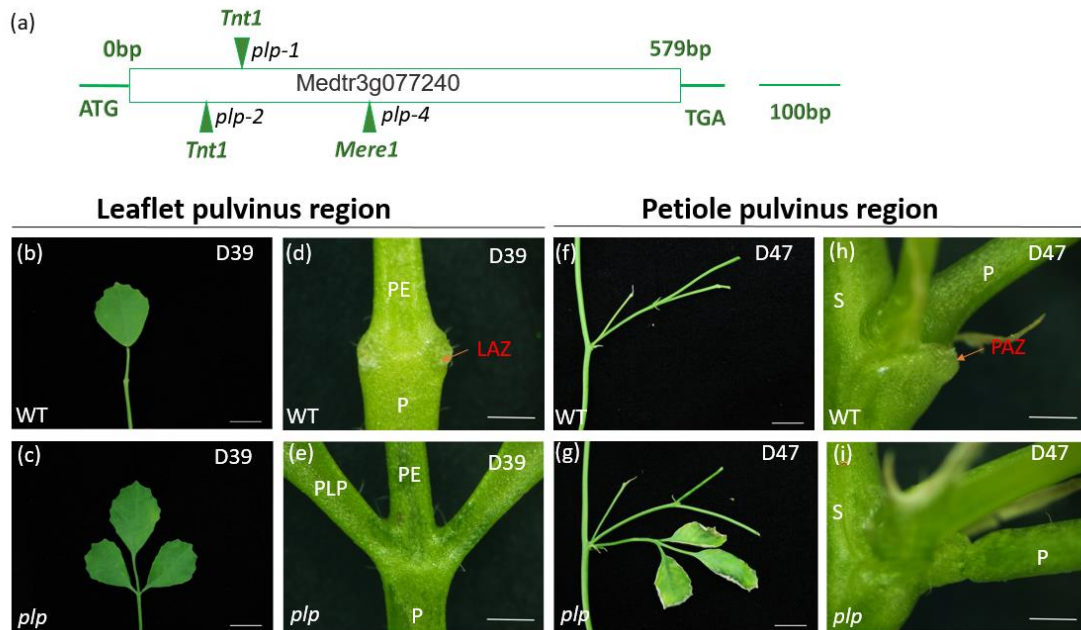 (a)
Tnt1
0bp
plp-1
579bp
Medtr3g077240
ATG
plp-2
plp-4
TGA
100bp
Tnt1
Mere1
Leaflet pulvinus region
Petiole pulvinus region
(b)
D39
WT
(d)
D39
PE
LAZ
P
WT
(f)
D47
WT
(h)
D47
P
S
PAZ
WT
(c)
D39
plp
(e)
D39
PE
PLP
P
(g)
D47
plp
(i)
D47
S
P
plp